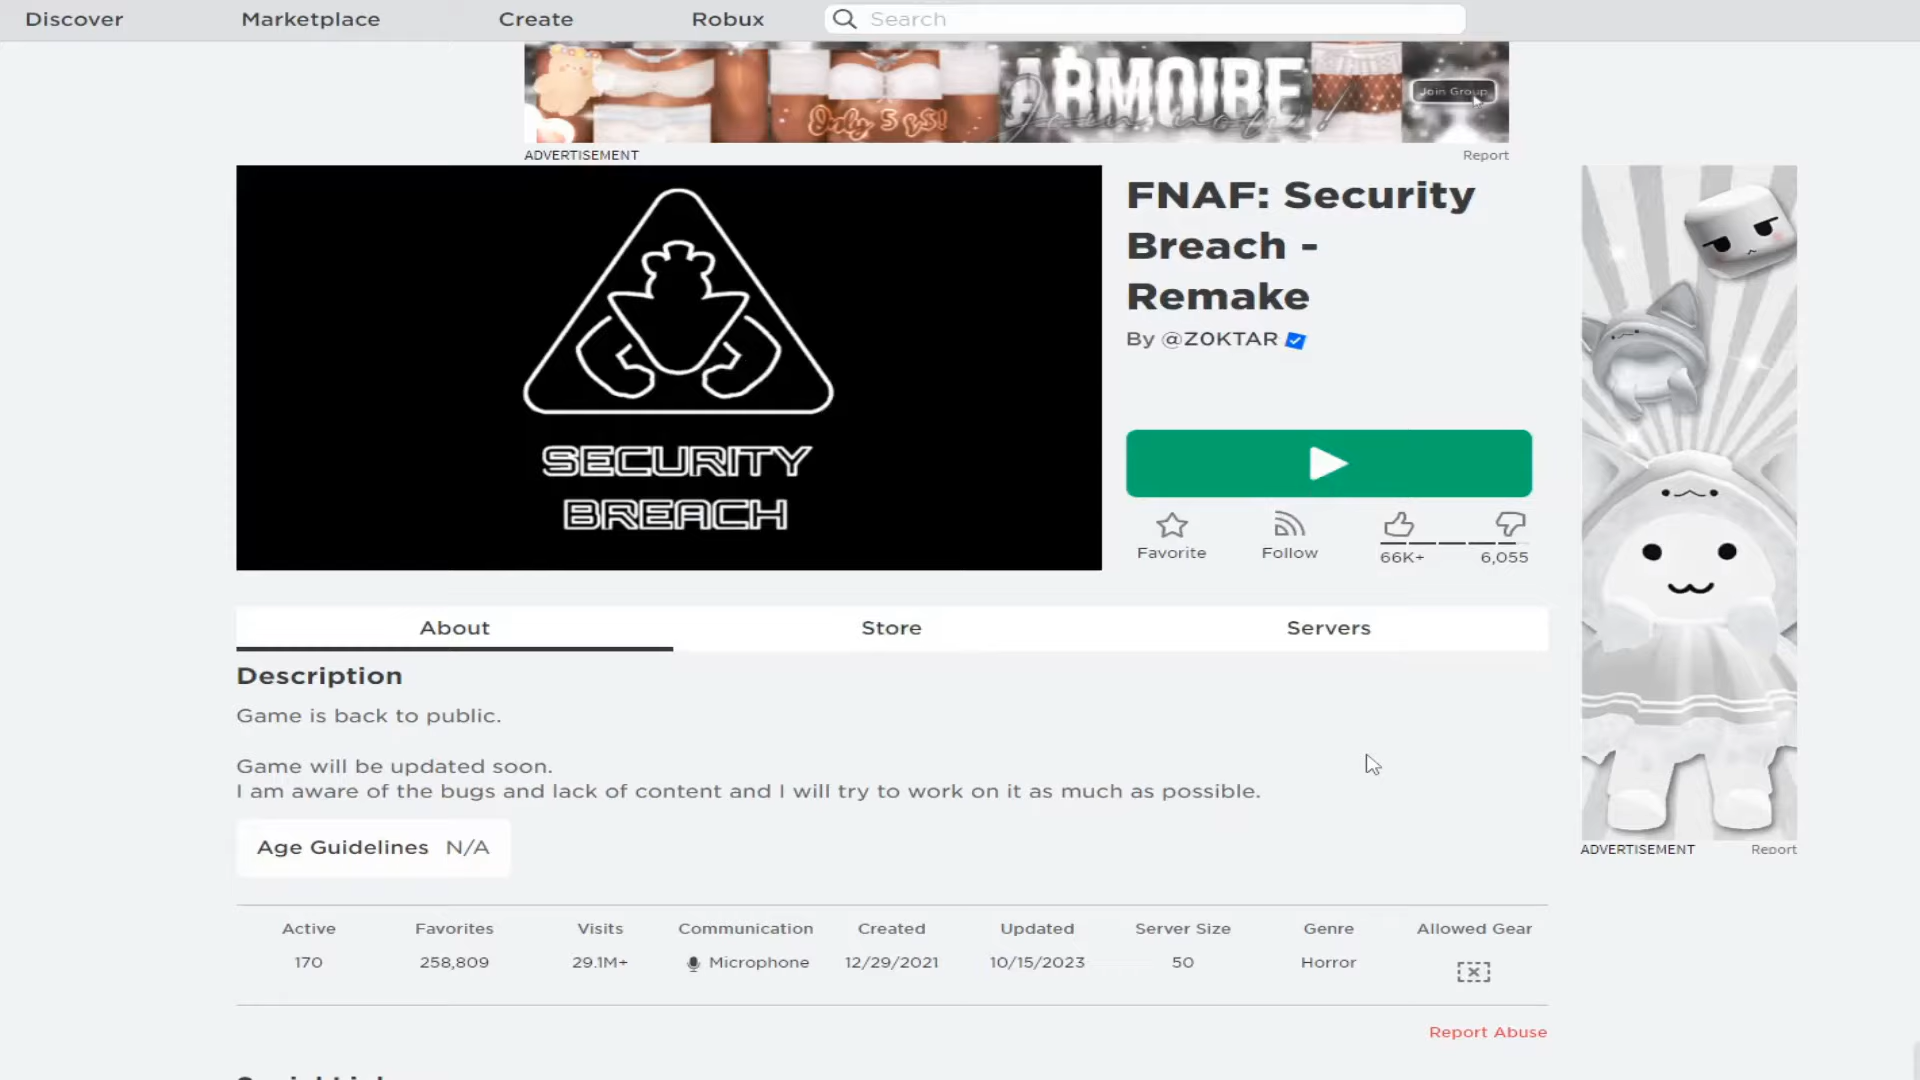 Discover Marketplace Create Robux Search
ARMOIRE
Only 5 R$!
Join now!
Join Group
ADVERTISEMENT Report
SECURITY
BREACH
FNAF: Security
Breach -
Remake
By @Z0KTAR
Favorite Follow 66K+ 6,055
About Store Servers
Description
Game is back to public.
Game will be updated soon.
I am aware of the bugs and lack of content and I will try to work on it as much as possible.
Age Guidelines N/A
ADVERTISEMENT Report
Active Favorites Visits Communication Created Updated Server Size Genre Allowed Gear
170 258,809 29.1M+ Microphone 12/29/2021 10/15/2023 50 Horror
Report Abuse